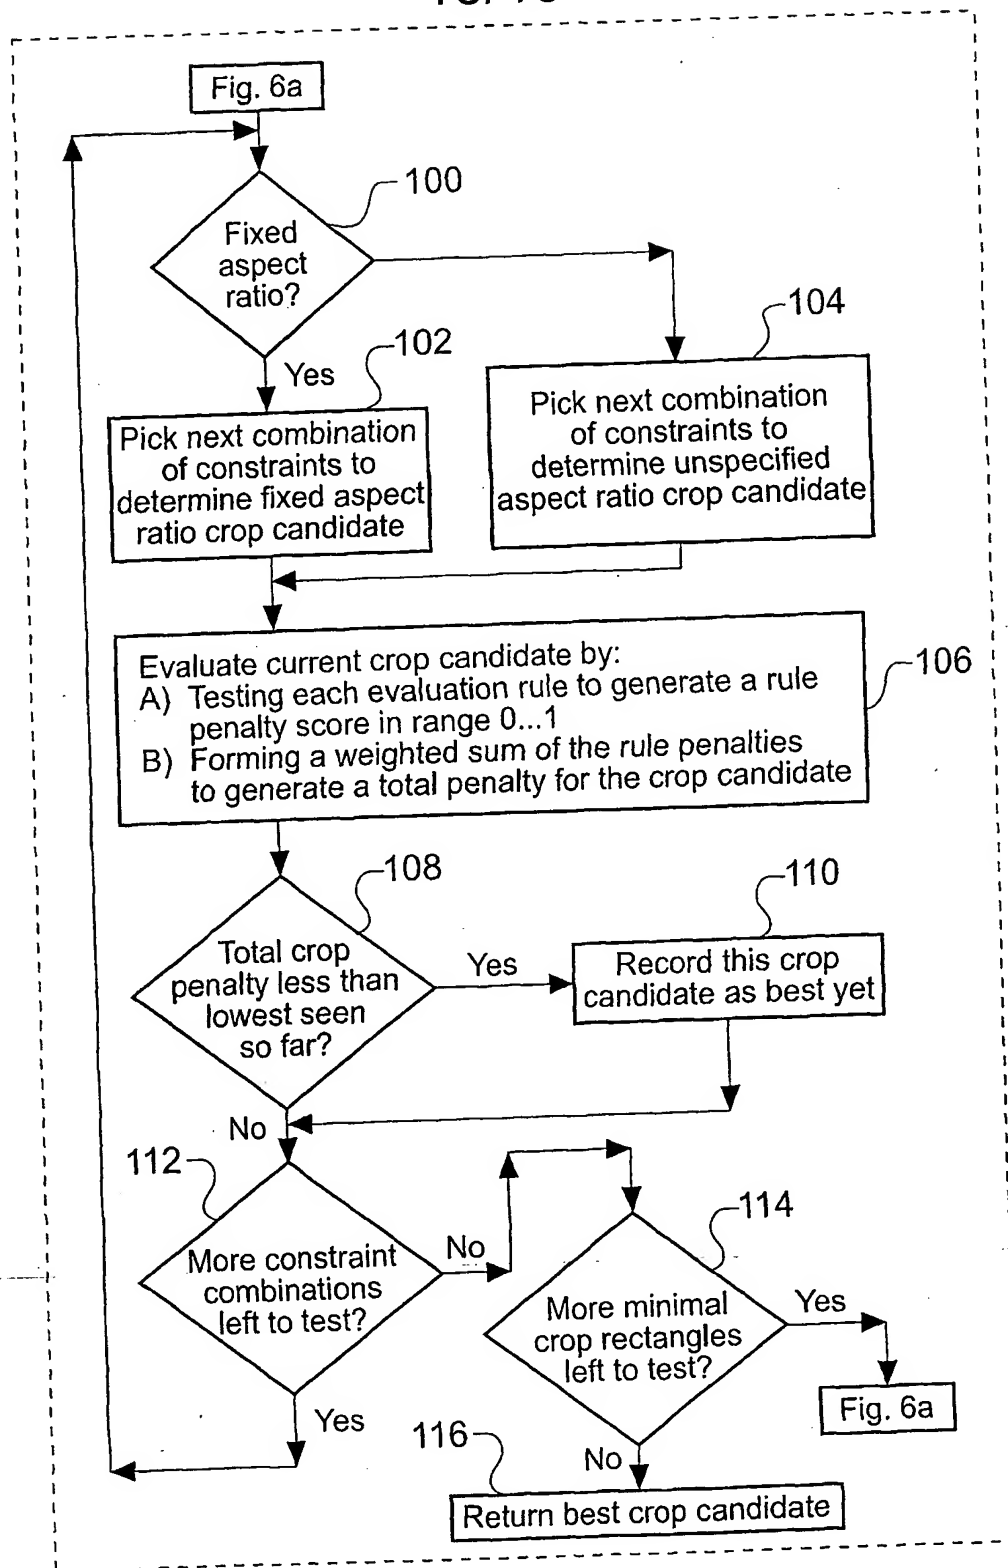 Fig. 6a
100
Fixed
aspect
ratio?
Yes
102
104
Pick next combination
of constraints to
determine fixed aspect
ratio crop candidate
Pick next combination
of constraints to
determine unspecified
aspect ratio crop candidate
106
Evaluate current crop candidate by:
A) Testing each evaluation rule to generate a rule
penalty score in range 0...1
B) Forming a weighted sum of the rule penalties
to generate a total penalty for the crop candidate
108
110
Total crop
penalty less than
lowest seen
so far?
Yes
Record this crop
candidate as best yet
No
112
114
More constraint
combinations
left to test?
No
More minimal
crop rectangles
left to test?
Yes
Fig. 6a
Yes
116
No
Return best crop candidate